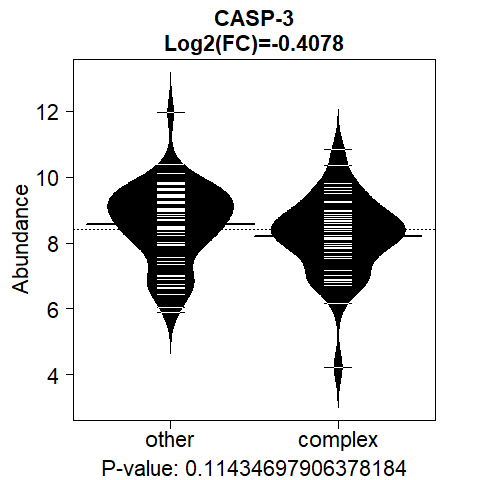 CASP-3
Log2(FC)=-0.4078
Abundance
12
10
8
6
4
other complex
P-value: 0.11434697906378184